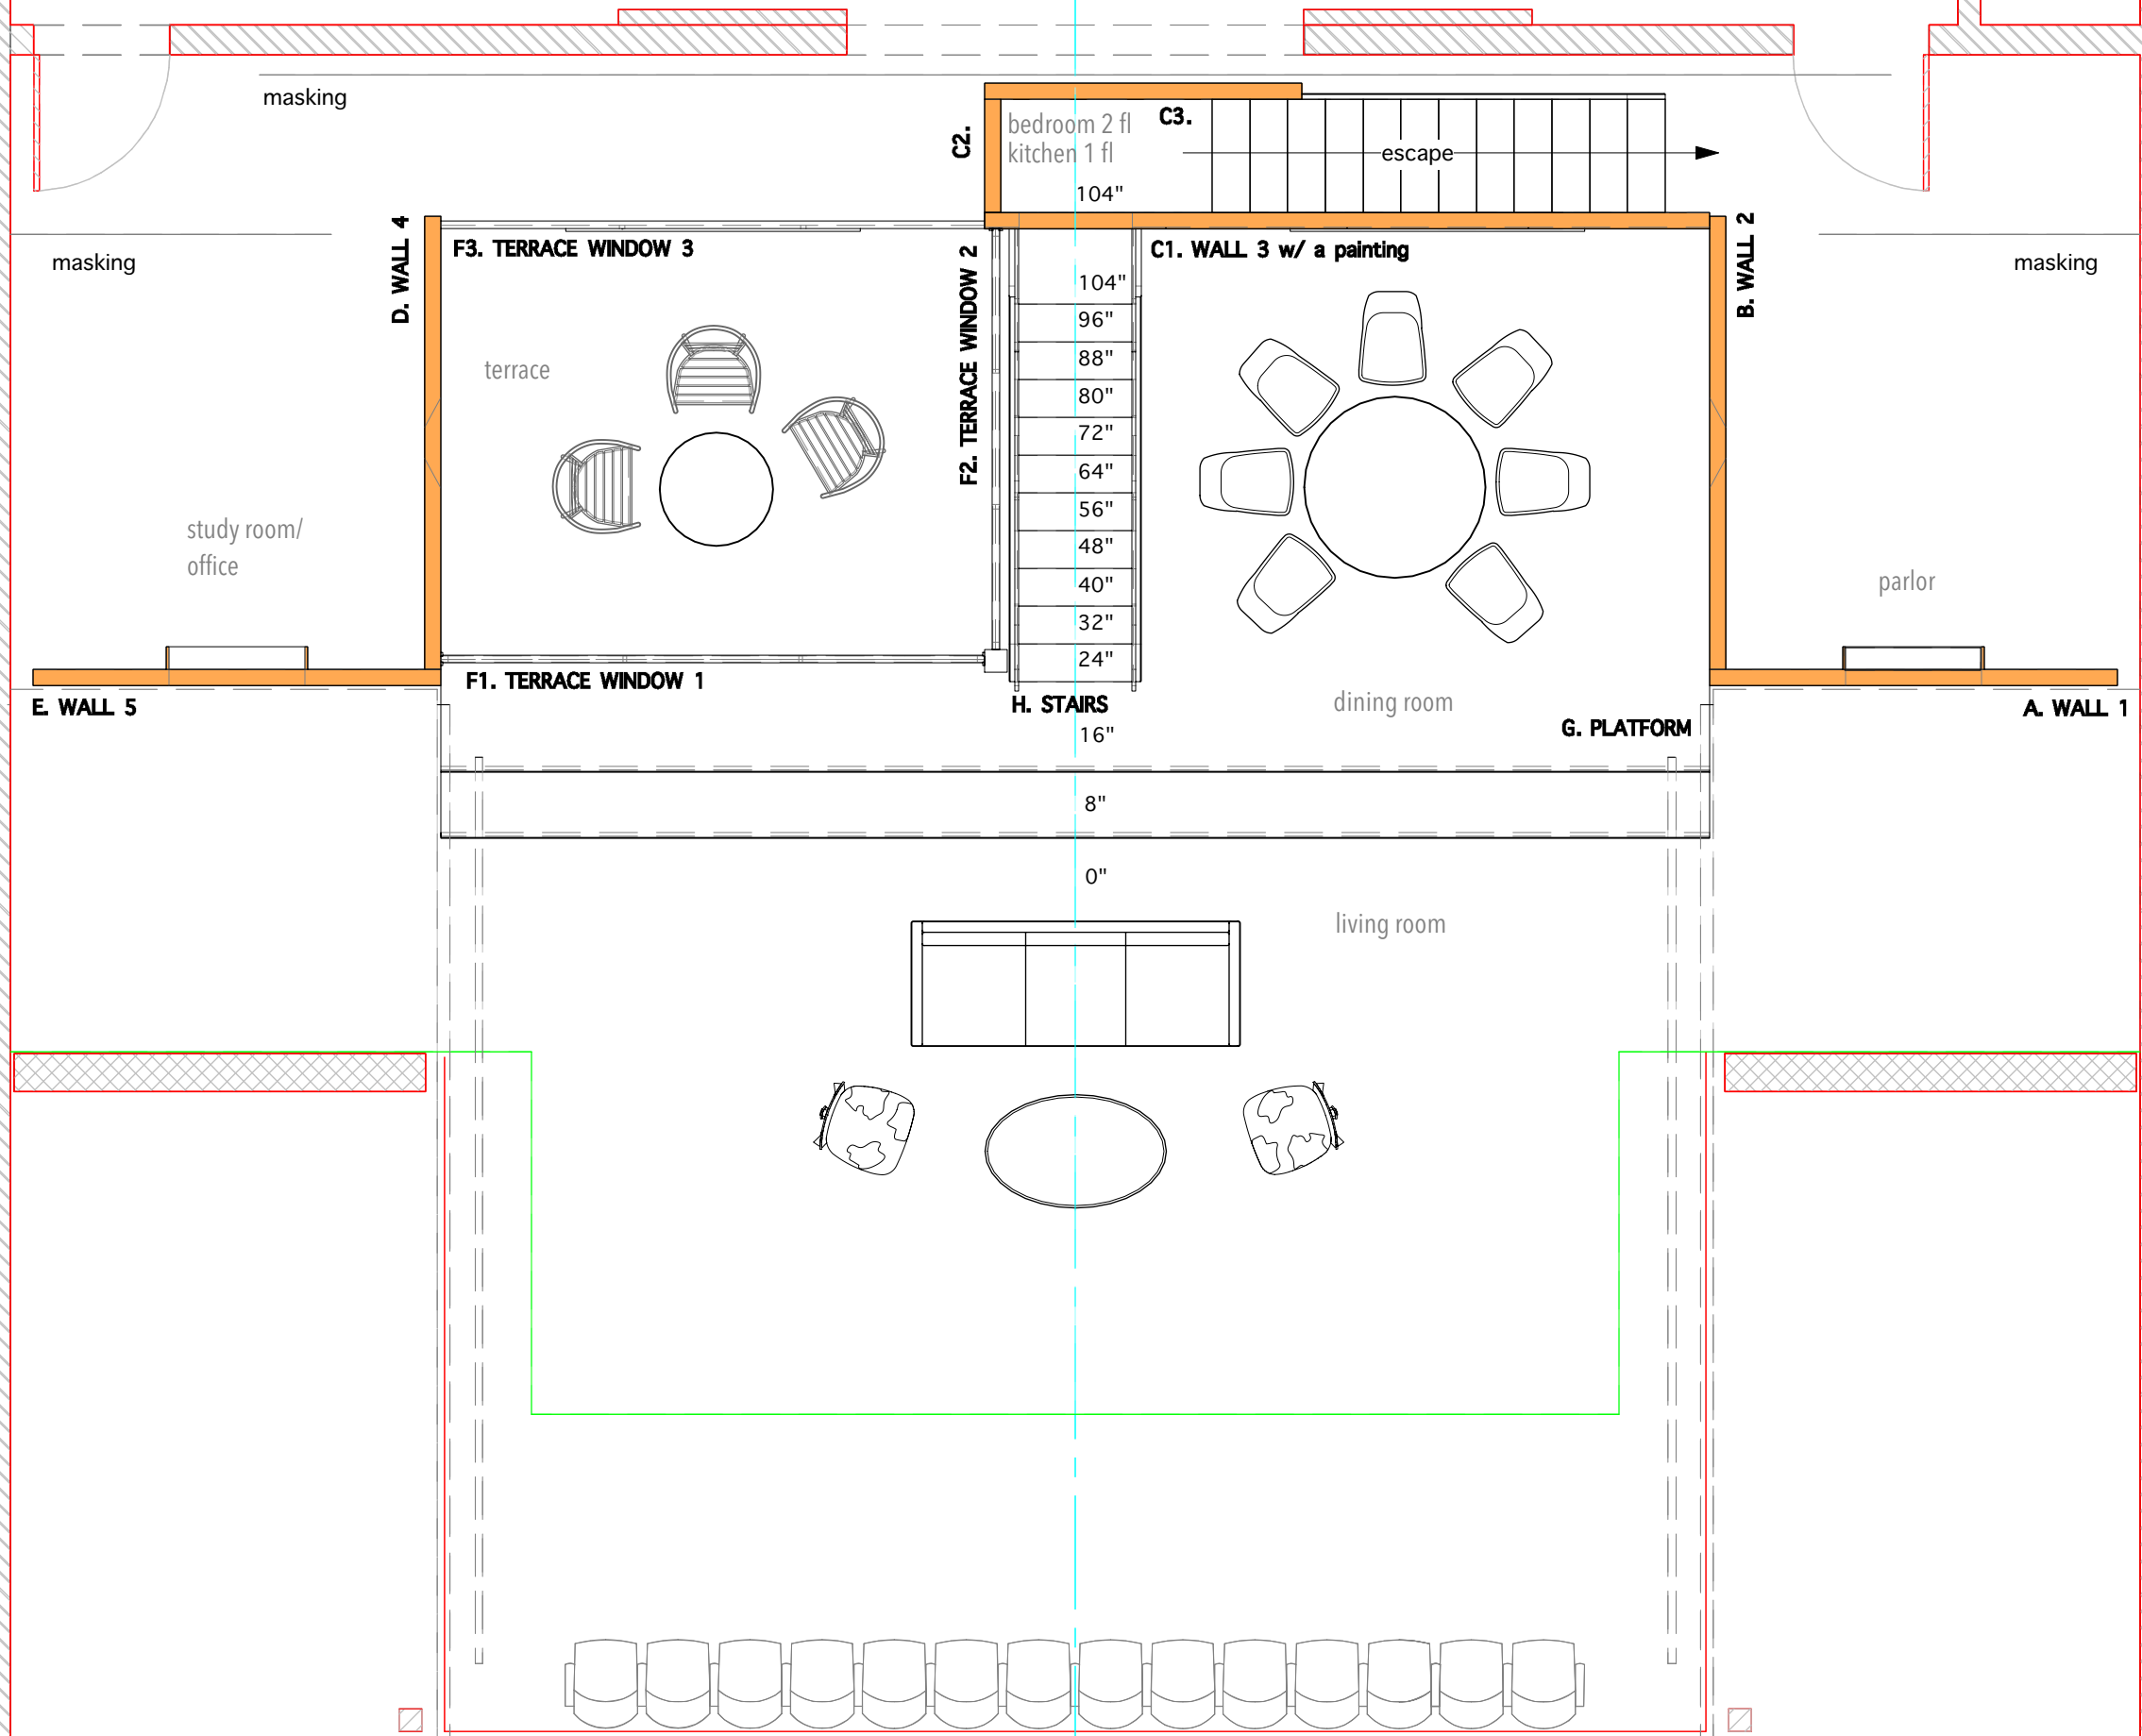 masking
C2.
bedroom 2 fl
kitchen 1 fl
C3.
escape
104"
masking
D. WALL 4
F3. TERRACE WINDOW 3
F2. TERRACE WINDOW 2
C1. WALL 3 w/ a painting
B. WALL 2
masking
104"
96"
88"
80"
72"
64"
56"
48"
40"
32"
24"
terrace
study room/
office
parlor
E. WALL 5
F1. TERRACE WINDOW 1
H. STAIRS
dining room
G. PLATFORM
A. WALL 1
16"
8"
0"
living room